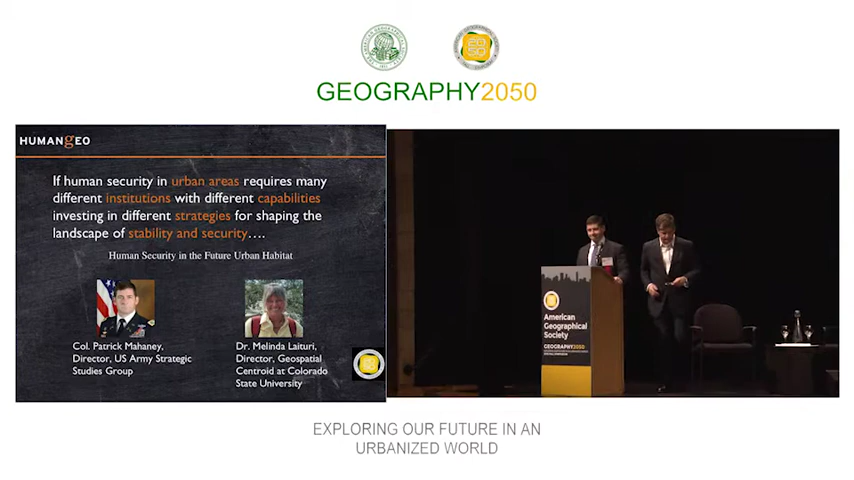 GEOGRAPHY2050
HUMANgEO
If human security in urban areas requires many
different institutions with different capabilities
investing in different strategies for shaping the
landscape of stability and security….
Human Security in the Future Urban Habitat
Col. Patrick Mahaney,
Director, US Army Strategic
Studies Group
Dr. Melinda Laituri,
Director, Geospatial
Centroid at Colorado
State University
American
Geographical
Society
GEOGRAPHY2050
EXPLORING OUR FUTURE IN AN
URBANIZED WORLD